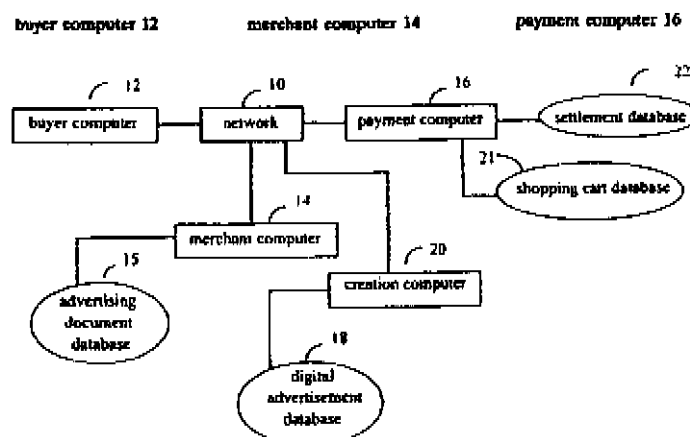 buyer computer 12 merchant computer 14 payment computer 16
12 10 16 22
buyer computer network payment computer settlement database
21
shopping cart database
14
merchant computer
15 20
advertising document database
creation computer
18
digital advertisement database